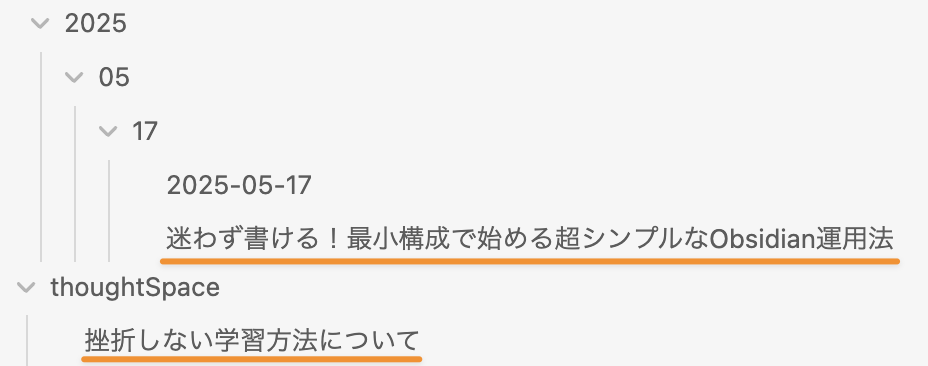 2025
05
17
2025-05-17
迷わず書ける！最小構成で始める超シンプルなObsidian運用法
thoughtSpace
挫折しない学習方法について